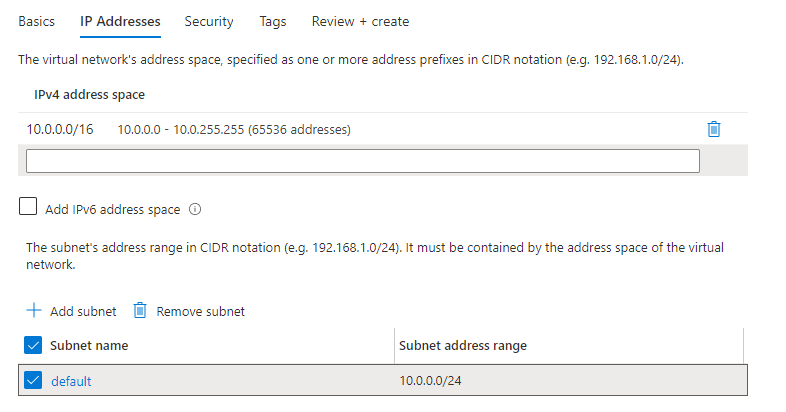 Basics IP Addresses Security Tags Review + create
The virtual network's address space, specified as one or more address prefixes in CIDR notation (e.g. 192.168.1.0/24).
IPv4 address space
10.0.0.0/16 10.0.0.0 - 10.0.255.255 (65536 addresses)
Add IPv6 address space
The subnet's address range in CIDR notation (e.g. 192.168.1.0/24). It must be contained by the address space of the virtual
network.
+ Add subnet Remove subnet
Subnet name Subnet address range
default 10.0.0.0/24